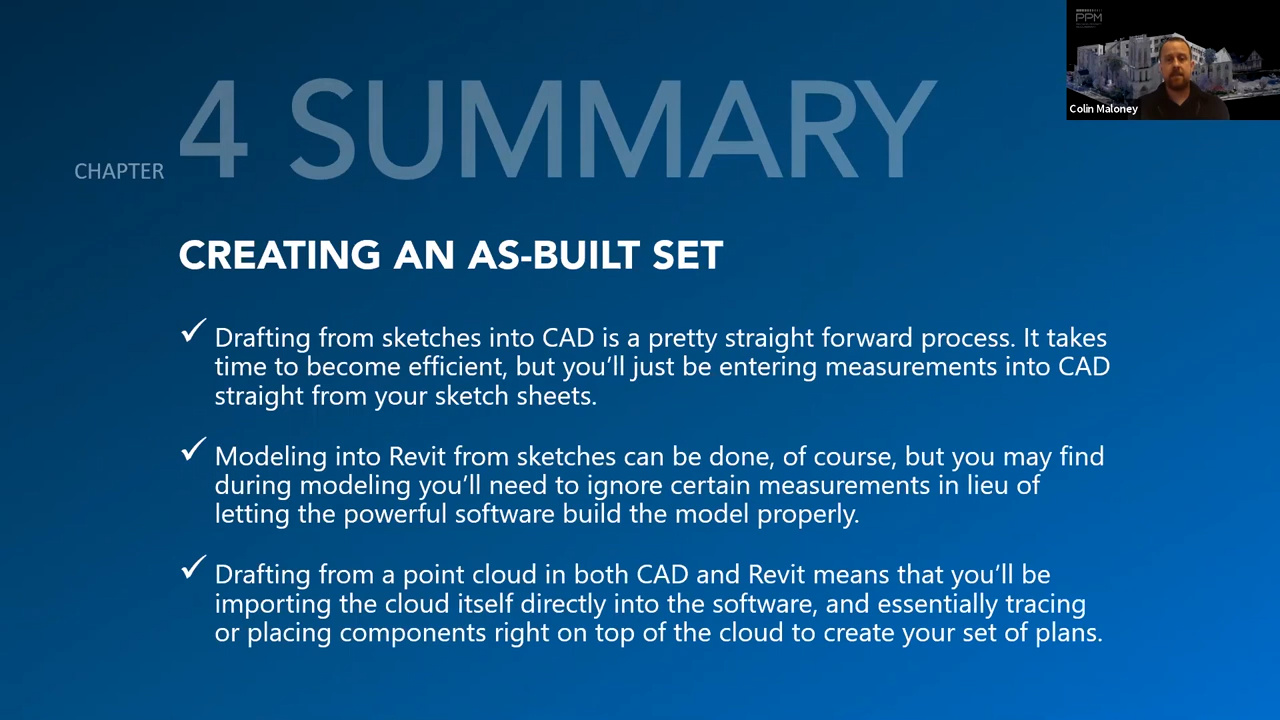 PPM
Colin Maloney
CHAPTER 4 SUMMARY
CREATING AN AS-BUILT SET
✓ Drafting from sketches into CAD is a pretty straight forward process. It takes
time to become efficient, but you’ll just be entering measurements into CAD
straight from your sketch sheets.
✓ Modeling into Revit from sketches can be done, of course, but you may find
during modeling you’ll need to ignore certain measurements in lieu of
letting the powerful software build the model properly.
✓ Drafting from a point cloud in both CAD and Revit means that you’ll be
importing the cloud itself directly into the software, and essentially tracing
or placing components right on top of the cloud to create your set of plans.